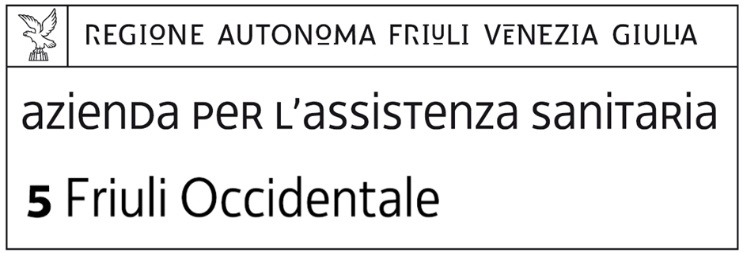 REGIONE AUTONOMA FRIULI VENEZIA GIULIA
azienda per l'assistenza sanitaria
5 Friuli Occidentale